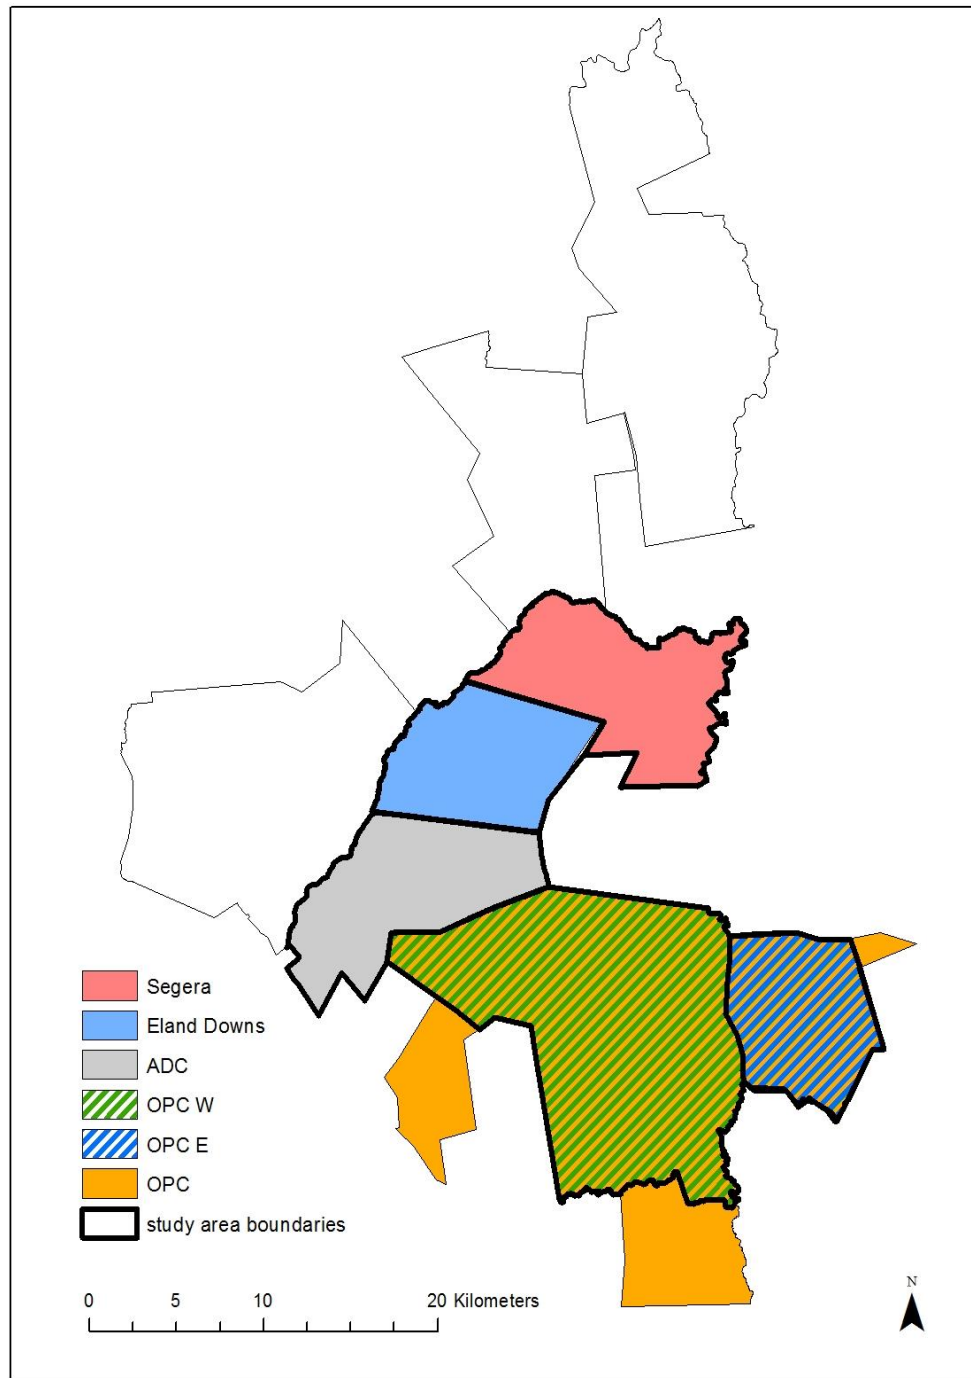 Segera
Eland Downs
ADC
OPC W
OPC E
OPC
study area boundaries
0 5 10 20 Kilometers
N